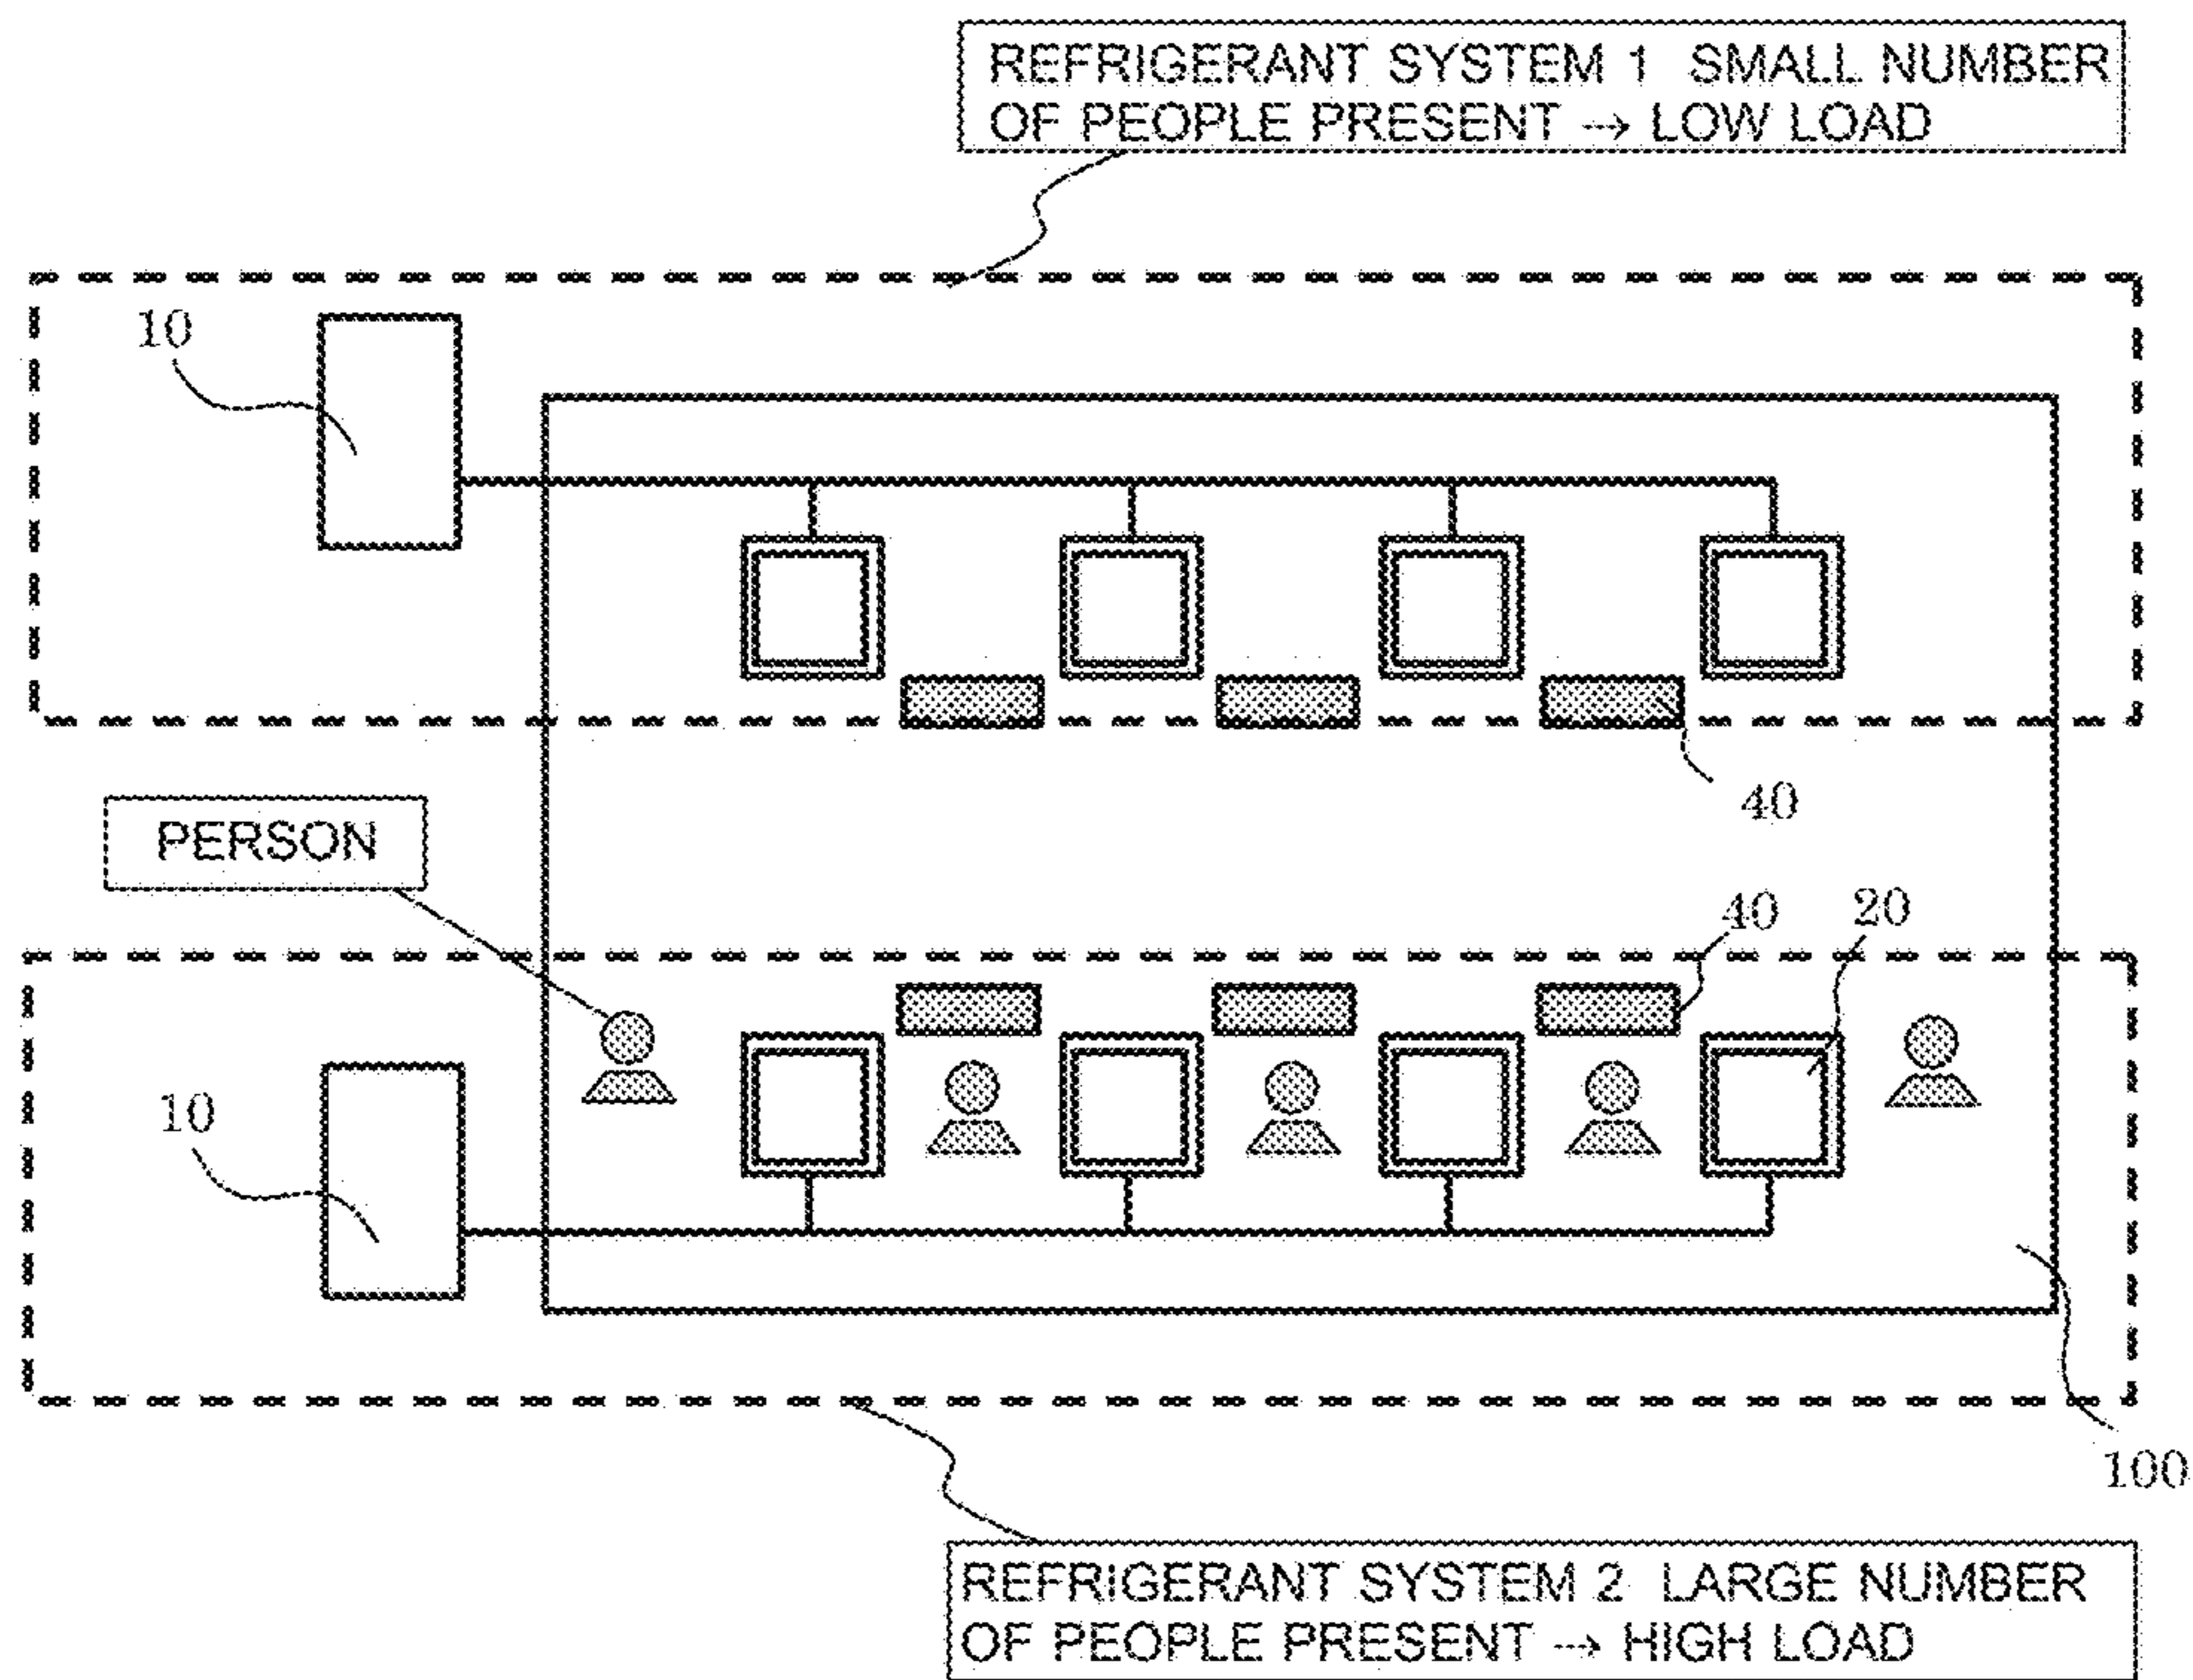 REFRIGERANT SYSTEM 1 SMALL NUMBER
OF PEOPLE PRESENT → LOW LOAD
10
40
PERSON
40
20
10
100
REFRIGERANT SYSTEM 2 LARGE NUMBER
OF PEOPLE PRESENT → HIGH LOAD